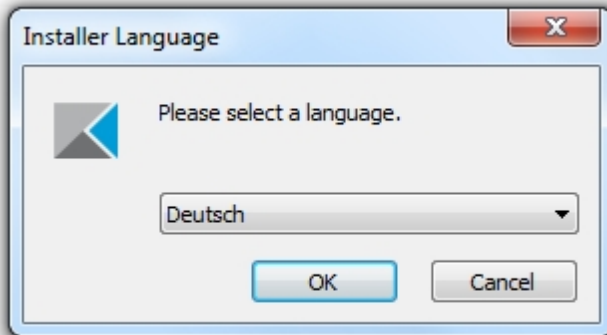 Installer Language
Please select a language.
Deutsch
OK
Cancel